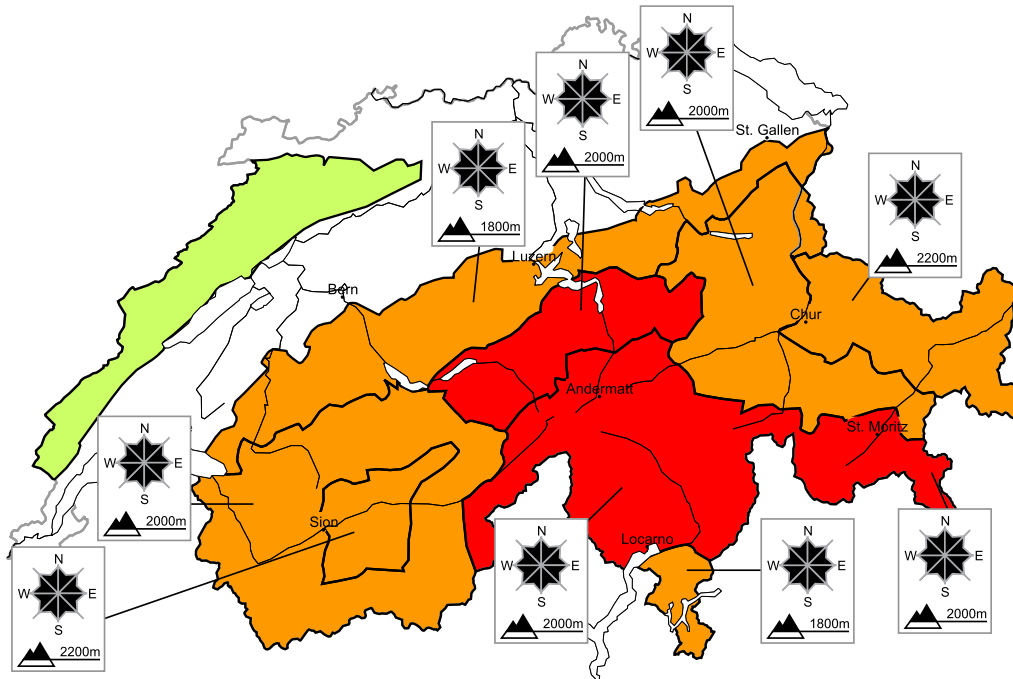 N
W E
S
2000m
N
W E
S
2000m
N
W E
S
1800m
St. Gallen
N
W E
S
2200m
Luzern
Bern
Chur
Andermatt
St. Moritz
N
W E
S
2000m
Sion
N
W E
S
2200m
Locarno
N
W E
S
2000m
N
W E
S
1800m
N
W E
S
2000m